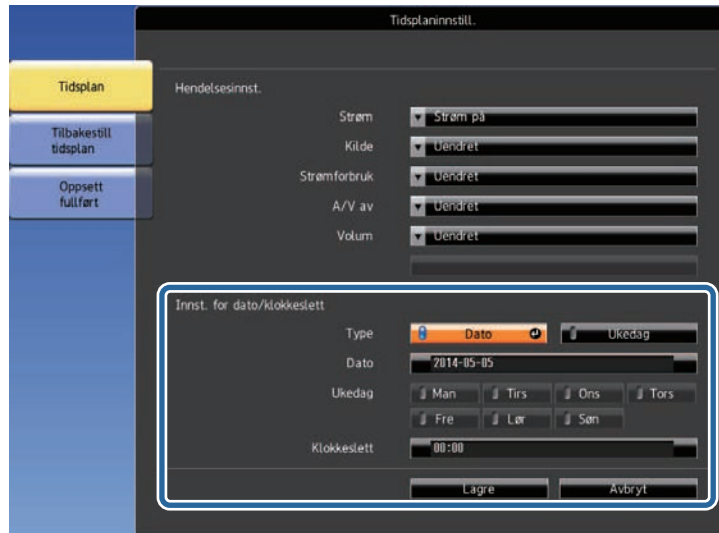 Tidsplaninnstill.
Tidsplan
Tilbakestill
tidsplan
Oppsett
fullført
Hendelsesinnst.
Strøm Strøm på
Kilde Uendret
Strømforbruk Uendret
A/V av Uendret
Volum Uendret
Innst. for dato/klokkeslett
Type Dato Ukedag
Dato 2014-05-05
Ukedag Man Tirs Ons Tors
Fre Lør Søn
Klokkeslett 00:00
Lagre Avbryt